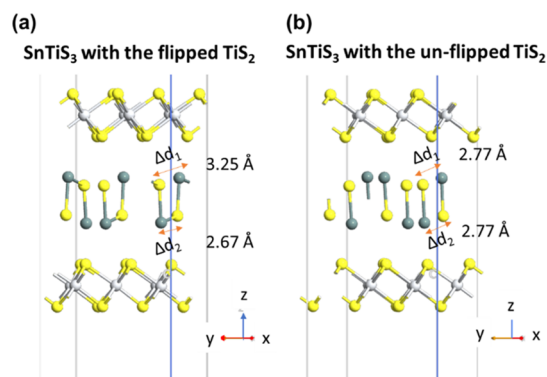 (a)
SnTiS₃ with the flipped TiS₂
Δd₁
3.25 Å
Δd₂
2.67 Å
z
y
x
(b)
SnTiS₃ with the un-flipped TiS₂
Δd₁
2.77 Å
2.77 Å
Δd₂
z
y
x